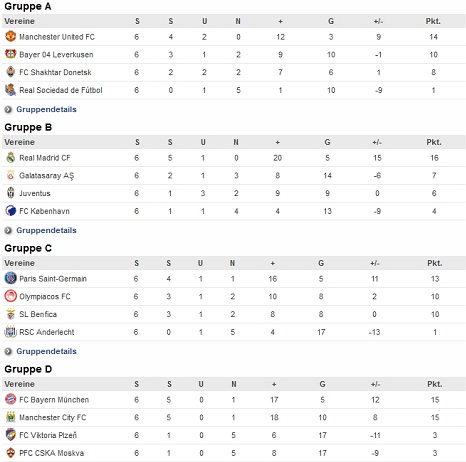 Gruppe A
Vereine S S U N + G +/- Pkt.
Manchester United FC 6 4 2 0 12 3 9 14
Bayer 04 Leverkusen 6 3 1 2 9 10 -1 10
FC Shakhtar Donetsk 6 2 2 2 7 6 1 8
Real Sociedad de Fútbol 6 0 1 5 1 10 -9 1
Gruppendetails
Gruppe B
Vereine S S U N + G +/- Pkt.
Real Madrid CF 6 5 1 0 20 5 15 16
Galatasaray AŞ 6 2 1 3 8 14 -6 7
Juventus 6 1 3 2 9 9 0 6
FC København 6 1 1 4 4 13 -9 4
Gruppendetails
Gruppe C
Vereine S S U N + G +/- Pkt.
Paris Saint-Germain 6 4 1 1 16 5 11 13
Olympiacos FC 6 3 1 2 10 8 2 10
SL Benfica 6 3 1 2 8 8 0 10
RSC Anderlecht 6 0 1 5 4 17 -13 1
Gruppendetails
Gruppe D
Vereine S S U N + G +/- Pkt.
FC Bayern München 6 5 0 1 17 5 12 15
Manchester City FC 6 5 0 1 18 10 8 15
FC Viktoria Plzeň 6 1 0 5 6 17 -11 3
PFC CSKA Moskva 6 1 0 5 8 17 -9 3